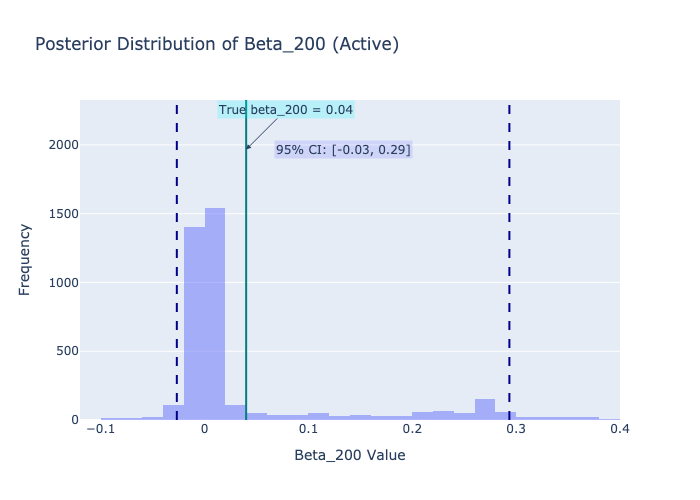 Posterior Distribution of Beta_200 (Active)
True beta_200 = 0.04
95% CI: [-0.03, 0.29]
2000
1500
1000
500
0
Frequency
−0.1 0 0.1 0.2 0.3 0.4
Beta_200 Value